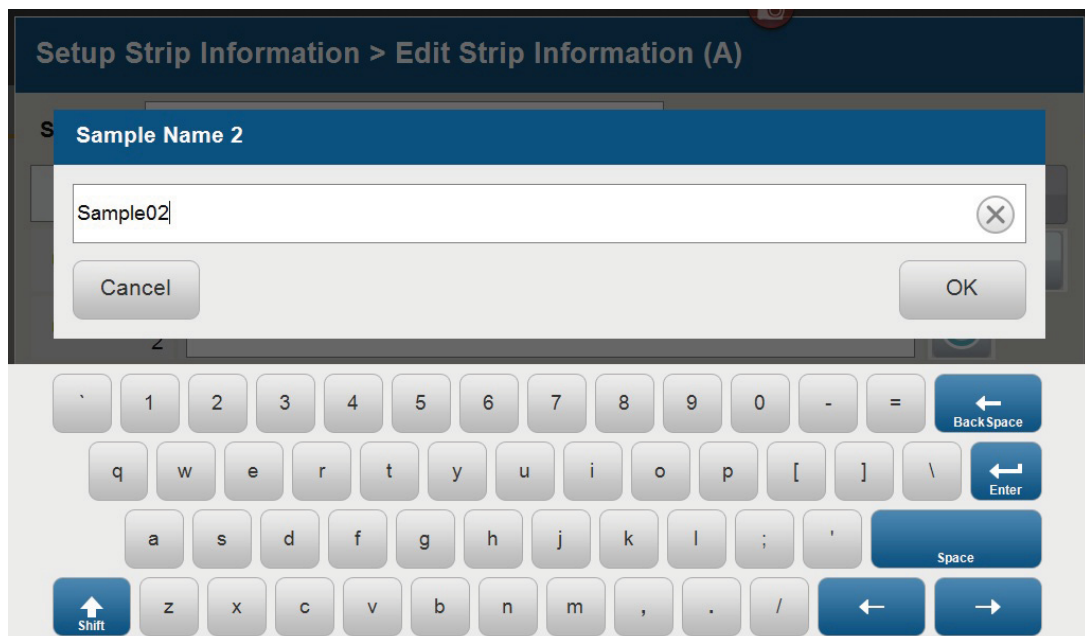 Setup Strip Information > Edit Strip Information (A)
S
Sample Name 2
Sample02
Cancel
OK
2
` 1 2 3 4 5 6 7 8 9 0 - = BackSpace
q w e r t y u i o p [ ] \ Enter
a s d f g h j k l ; ' Space
Shift z x c v b n m , . /